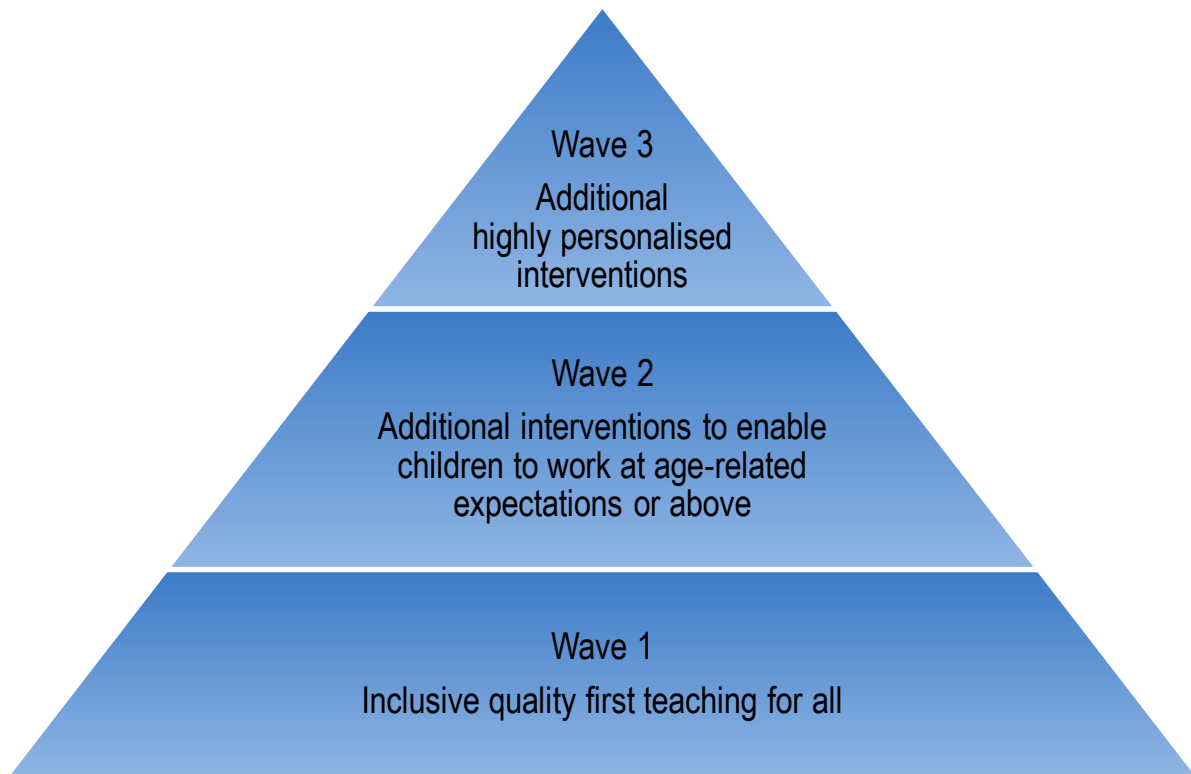 Wave 3
Additional
highly personalised
interventions
Wave 2
Additional interventions to enable
children to work at age-related
expectations or above
Wave 1
Inclusive quality first teaching for all